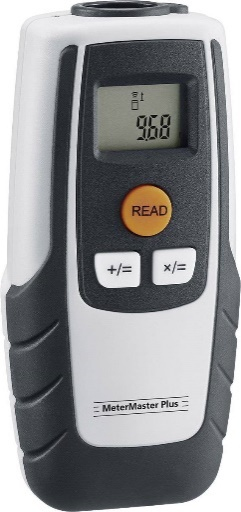 9.68
READ
+/=
×/=
MeterMaster Plus